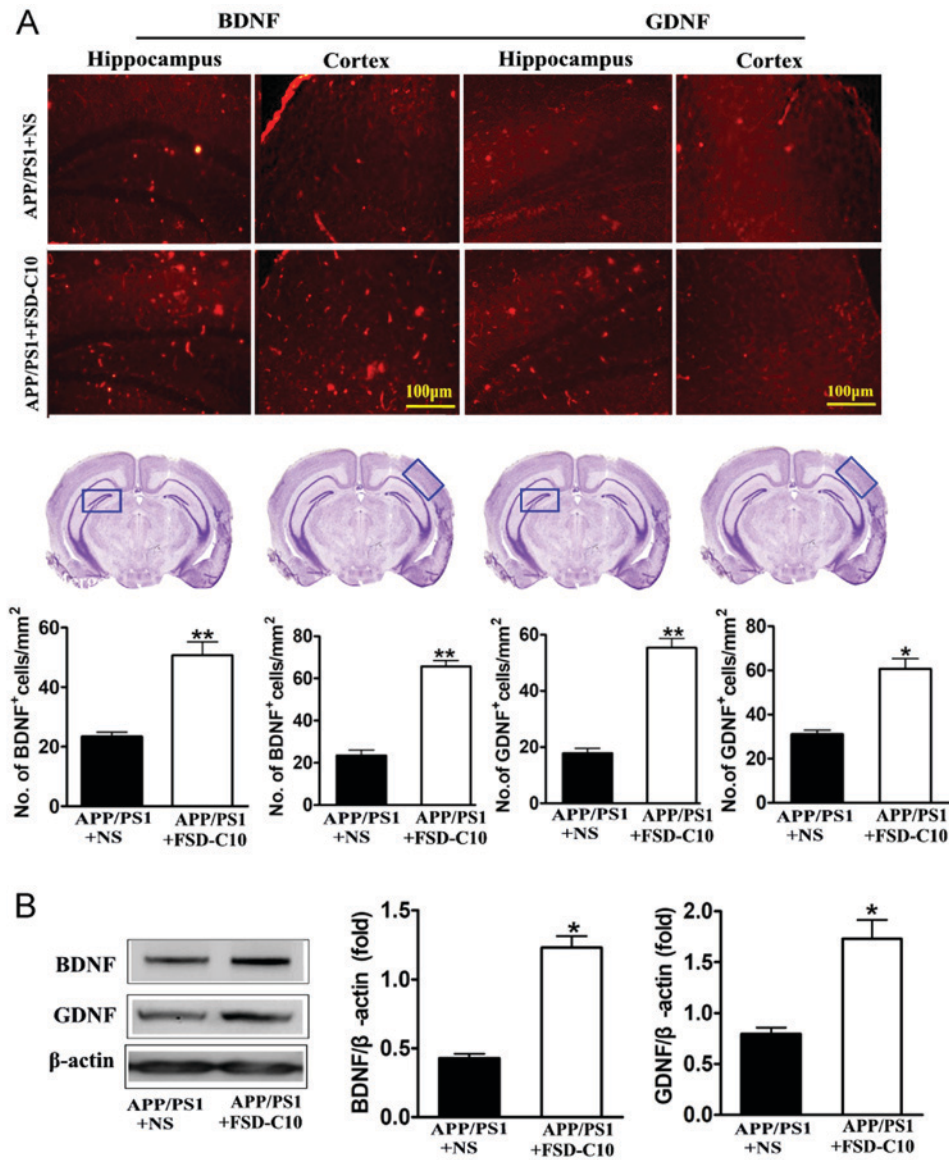 A
BDNF GDNF
Hippocampus Cortex Hippocampus Cortex
APP/PS1+NS
APP/PS1+FSD-C10
100μm 100μm
No. of BDNF+cells/mm2
60
40
20
0
**
APP/PS1 APP/PS1
+NS +FSD-C10
No. of BDNF+cells/mm2
80
60
40
20
0
**
APP/PS1 APP/PS1
+NS +FSD-C10
No.of GDNF+cells/mm2
60
40
20
0
**
APP/PS1 APP/PS1
+NS +FSD-C10
No.of GDNF+cells/mm2
80
60
40
20
0
*
APP/PS1 APP/PS1
+NS +FSD-C10
B
BDNF
GDNF
β-actin
APP/PS1 APP/PS1
+NS +FSD-C10
BDNF/β -actin (fold)
1.5
1.0
0.5
0.0
*
APP/PS1 APP/PS1
+NS +FSD-C10
GDNF/β -actin (fold)
2.0
1.5
1.0
0.5
0.0
*
APP/PS1 APP/PS1
+NS +FSD-C10